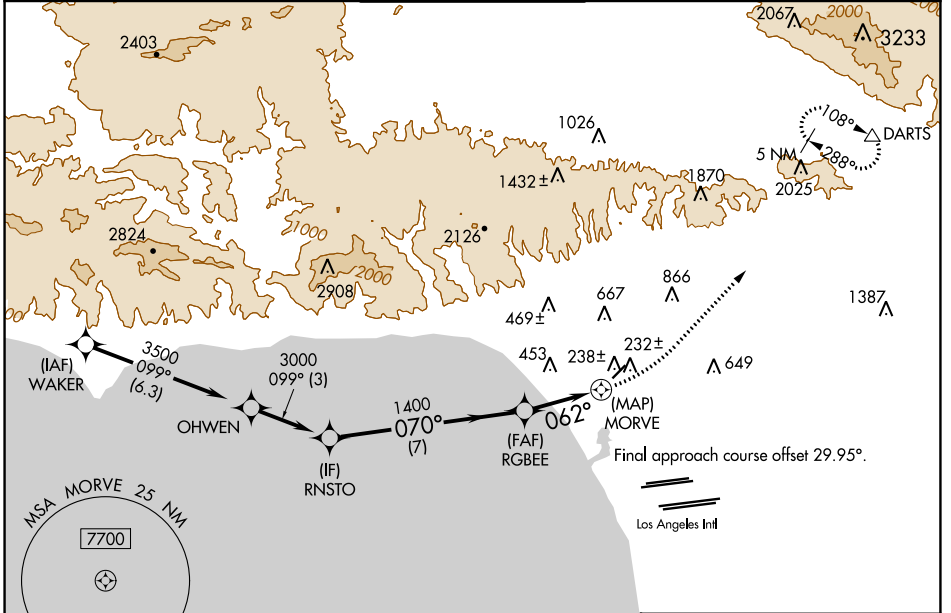 2067
2000
3233
2403
108°
DARTS
1026
5 NM
288°
1432 ±
1870
2025
1000
2126
2824
2000
2908
866
667
469±
1387
00
3500
099°
(6.3)
3000
099° (3)
453
238±
232±
649
(IAF)
WAKER
1400
070°
(7)
062°
(MAP)
MORVE
OHWEN
(FAF)
RGBEE
(IF)
RNSTO
Final approach course offset 29.95°.
MSA MORVE 25 NM
7700
Los Angeles Intl